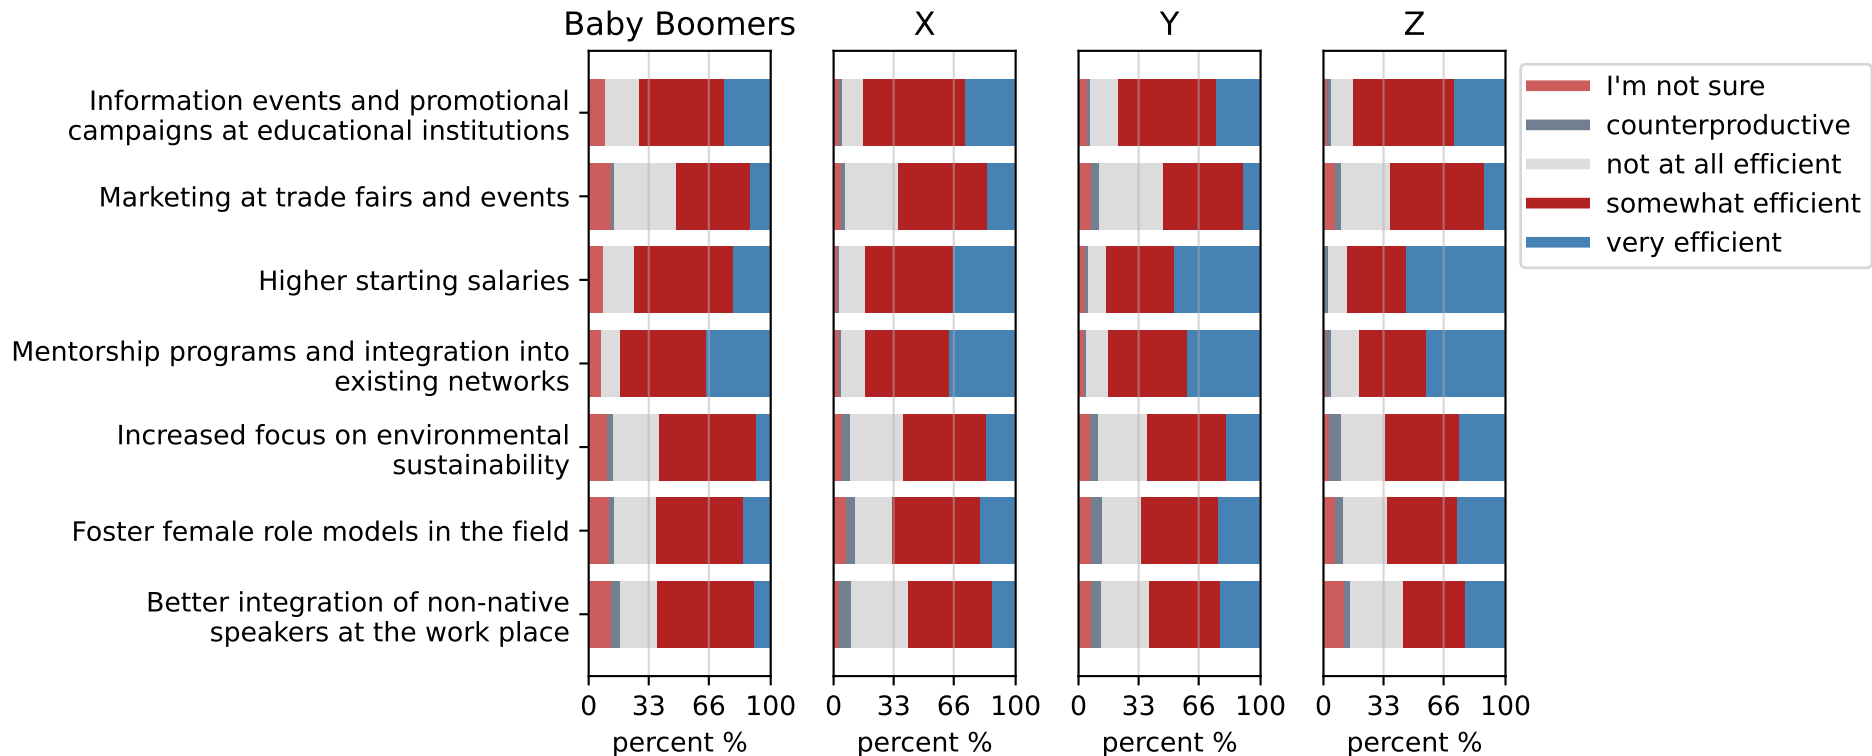 Baby Boomers X Y Z
Information events and promotional
campaigns at educational institutions
Marketing at trade fairs and events
Higher starting salaries
Mentorship programs and integration into
existing networks
Increased focus on environmental
sustainability
Foster female role models in the field
Better integration of non-native
speakers at the work place
I'm not sure
counterproductive
not at all efficient
somewhat efficient
very efficient
0 33 66 100 0 33 66 100 0 33 66 100 0 33 66 100
percent % percent % percent % percent %